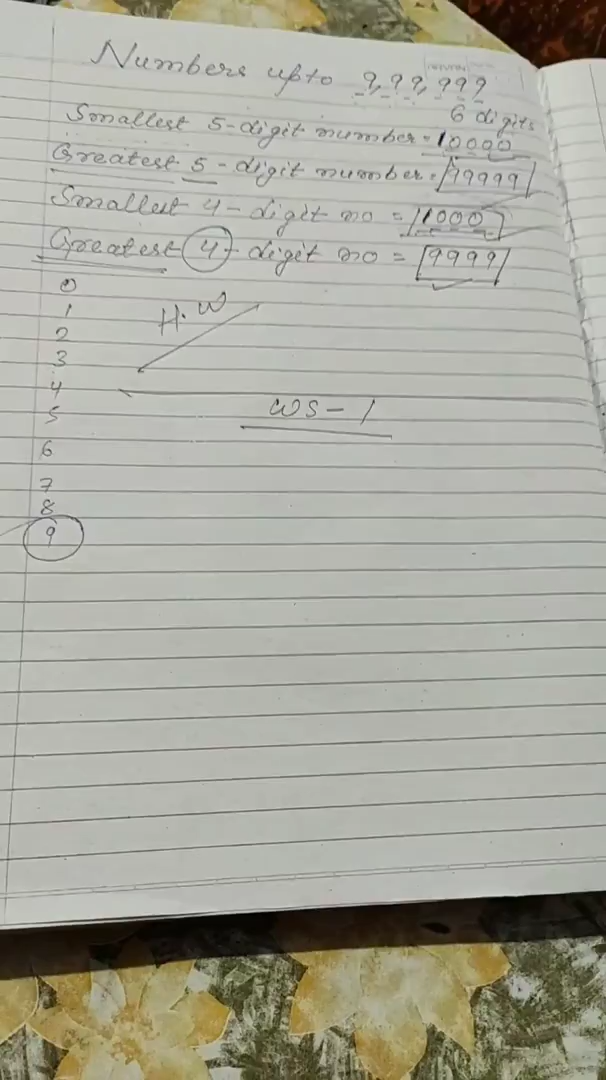 Numbers upto 9,99,999
6 digits
Smallest 5-digit number = 10000
Greatest 5-digit number = 99999
Smallest 4-digit no = 1000
Greatest 4-digit no = 9999
0
1
H.W
2
3
4
WS-1
5
6
7
8
9